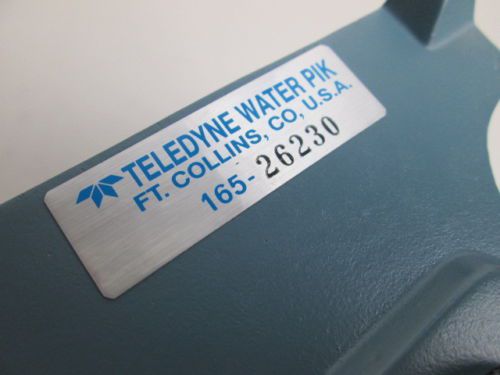 TELEDYNE WATER PIK
FT. COLLINS, CO, U.S.A.
165-26230